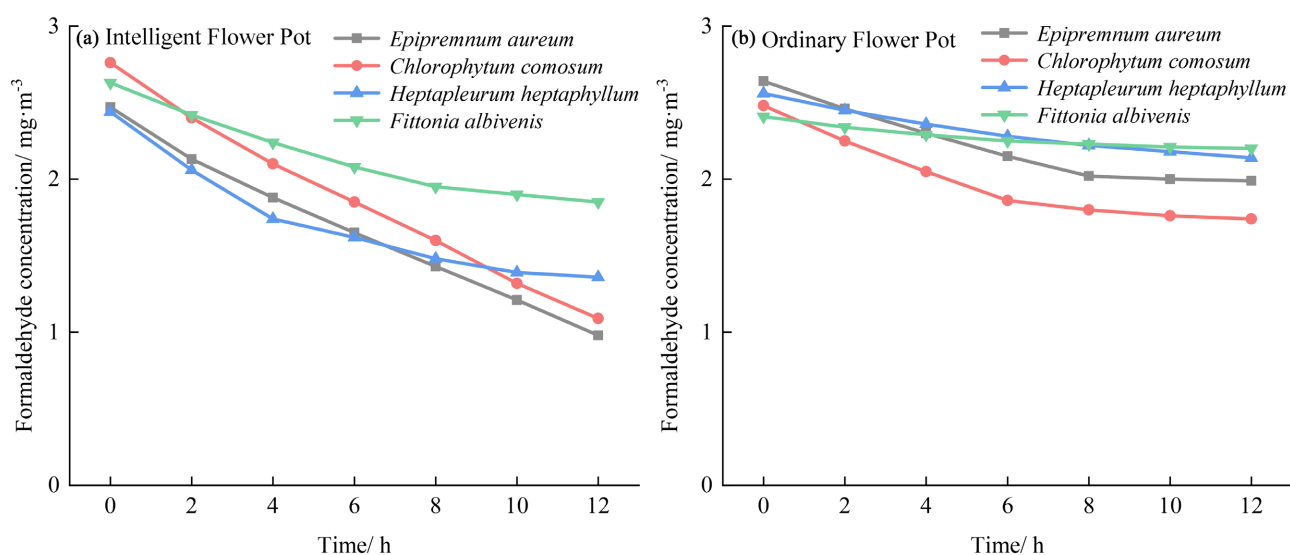 (a) Intelligent Flower Pot
Epipremnum aureum
Chlorophytum comosum
Heptapleurum heptaphyllum
Fittonia albivenis
Formaldehyde concentration/ mg·m⁻³
3
2
1
0
0 2 4 6 8 10 12
Time/ h
(b) Ordinary Flower Pot
Epipremnum aureum
Chlorophytum comosum
Heptapleurum heptaphyllum
Fittonia albivenis
Formaldehyde concentration/ mg·m⁻³
3
2
1
0
0 2 4 6 8 10 12
Time/ h